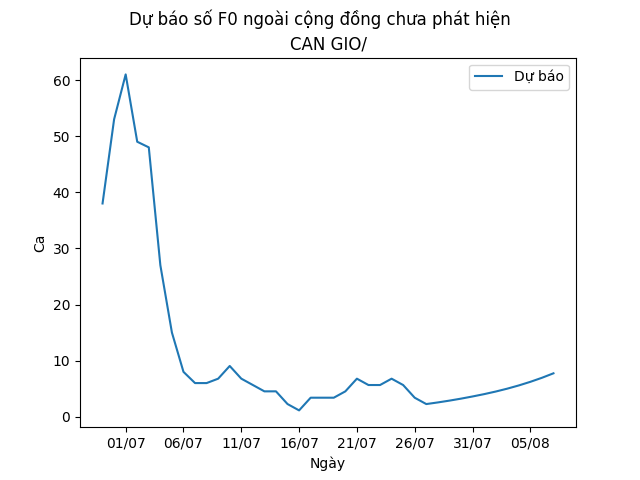 Dự báo số F0 ngoài cộng đồng chưa phát hiện
CAN GIO/
Dự báo
60
50
40
30
20
10
0
Ca
01/07 06/07 11/07 16/07 21/07 26/07 31/07 05/08
Ngày